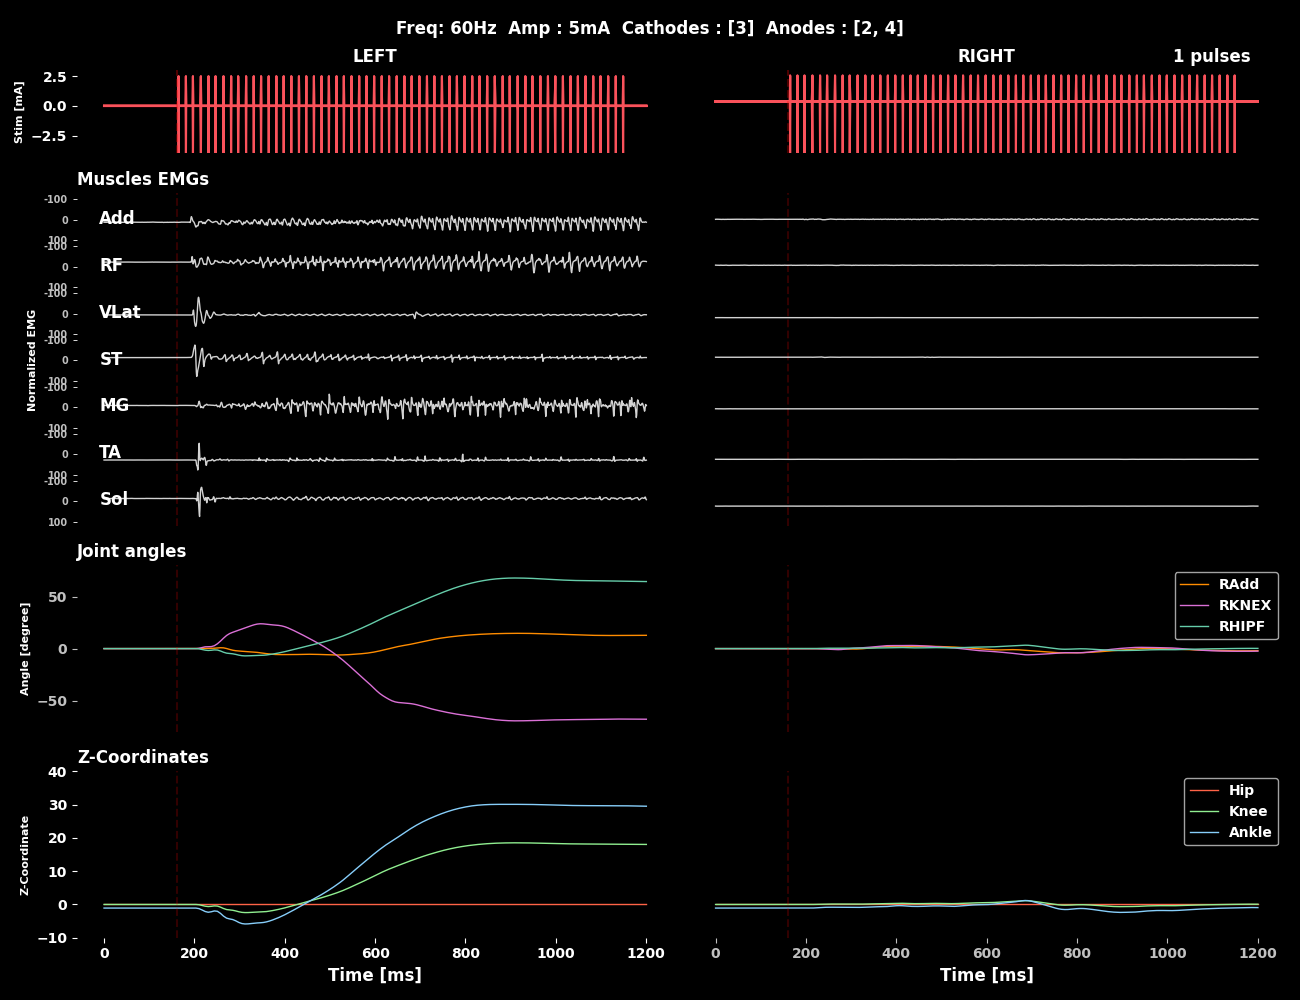 Freq: 60Hz  Amp : 5mA  Cathodes : [3]  Anodes : [2, 4]
LEFT
RIGHT
1 pulses
Stim [mA]
2.5
0.0
−2.5
Muscles EMGs
Normalized EMG
-100
0
100
Add
-100
0
100
RF
-100
0
100
VLat
-100
0
100
ST
-100
0
100
MG
-100
0
100
TA
-100
0
100
Sol
Joint angles
Angle [degree]
50
0
−50
RAdd
RKNEX
RHIPF
Z-Coordinates
Z-Coordinate
40
30
20
10
0
−10
Hip
Knee
Ankle
0 200 400 600 800 1000 1200
0 200 400 600 800 1000 1200
Time [ms]
Time [ms]